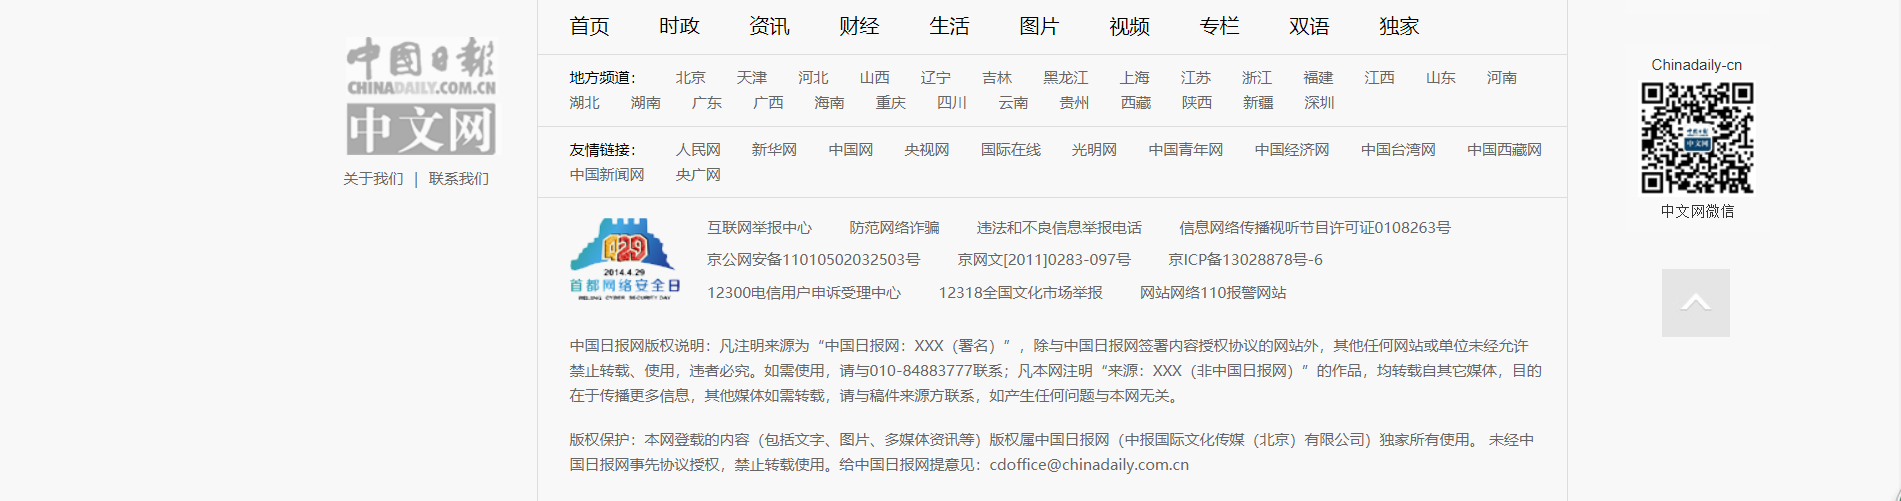 中国日报
CHINADAILY.COM.CN
中文网
关于我们 | 联系我们
首页 时政 资讯 财经 生活 图片 视频 专栏 双语 独家
地方频道： 北京 天津 河北 山西 辽宁 吉林 黑龙江 上海 江苏 浙江 福建 江西 山东 河南
湖北 湖南 广东 广西 海南 重庆 四川 云南 贵州 西藏 陕西 新疆 深圳
友情链接： 人民网 新华网 中国网 央视网 国际在线 光明网 中国青年网 中国经济网 中国台湾网 中国西藏网
中国新闻网 央广网
429
2014.4.29
首都网络安全日
BEIJING CYBER SECURITY DAY
互联网举报中心 防范网络诈骗 违法和不良信息举报电话 信息网络传播视听节目许可证0108263号
京公网安备11010502032503号 京网文[2011]0283-097号 京ICP备13028878号-6
12300电信用户申诉受理中心 12318全国文化市场举报 网站网络110报警网站
中国日报网版权说明：凡注明来源为“中国日报网：XXX（署名）”，除与中国日报网签署内容授权协议的网站外，其他任何网站或单位未经允许
禁止转载、使用，违者必究。如需使用，请与010-84883777联系；凡本网注明“来源：XXX（非中国日报网）”的作品，均转载自其它媒体，目的
在于传播更多信息，其他媒体如需转载，请与稿件来源方联系，如产生任何问题与本网无关。
版权保护：本网登载的内容（包括文字、图片、多媒体资讯等）版权属中国日报网（中报国际文化传媒（北京）有限公司）独家所有使用。 未经中
国日报网事先协议授权，禁止转载使用。给中国日报网提意见：cdoffice@chinadaily.com.cn
Chinadaily-cn
中国日报
中文网
中文网微信